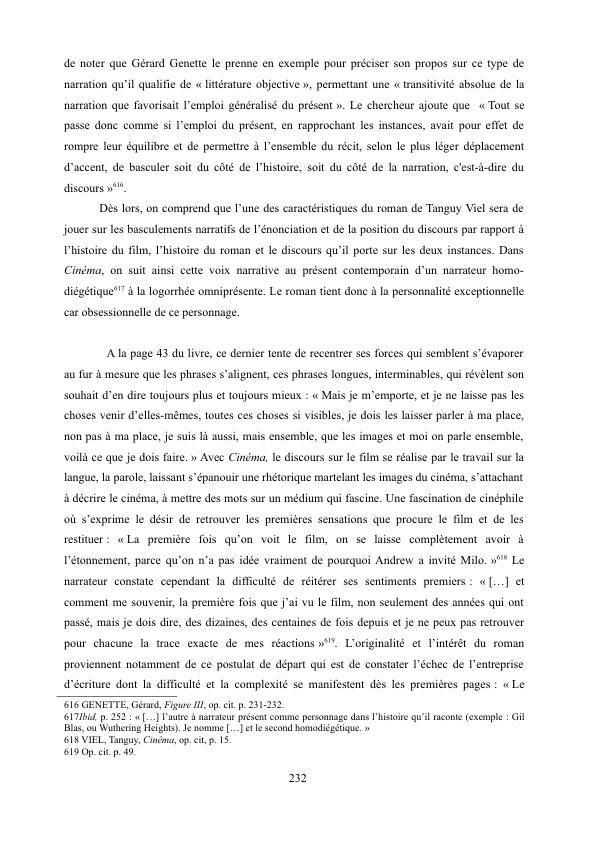 de noter que Gérard Genette le prenne en exemple pour préciser son propos sur ce type de
narration qu'il qualifie de « littérature objective », permettant une « transitivité absolue de la
narration que favorisait l'emploi généralisé du présent ». Le chercheur ajoute que « Tout se
passe donc comme si l'emploi du présent, en rapprochant les instances, avait pour effet de
rompre leur équilibre et de permettre à l'ensemble du récit, selon le plus léger déplacement
d'accent, de basculer soit du côté de l'histoire, soit du côté de la narration, c'est-à-dire du
discours »616.
Dès lors, on comprend que l'une des caractéristiques du roman de Tanguy Viel sera de
jouer sur les basculements narratifs de l'énonciation et de la position du discours par rapport à
l'histoire du film, l'histoire du roman et le discours qu'il porte sur les deux instances. Dans
Cinéma, on suit ainsi cette voix narrative au présent contemporain d'un narrateur homo-
diégétique617 à la logorrhée omniprésente. Le roman tient donc à la personnalité exceptionnelle
car obsessionnelle de ce personnage.
A la page 43 du livre, ce dernier tente de recentrer ses forces qui semblent s'évaporer
au fur à mesure que les phrases s'alignent, ces phrases longues, interminables, qui révèlent son
souhait d'en dire toujours plus et toujours mieux : « Mais je m'emporte, et je ne laisse pas les
choses venir d'elles-mêmes, toutes ces choses si visibles, je dois les laisser parler à ma place,
non pas à ma place, je suis là aussi, mais ensemble, que les images et moi on parle ensemble,
voilà ce que je dois faire. » Avec Cinéma, le discours sur le film se réalise par le travail sur la
langue, la parole, laissant s'épanouir une rhétorique martelant les images du cinéma, s'attachant
à décrire le cinéma, à mettre des mots sur un médium qui fascine. Une fascination de cinéphile
où s'exprime le désir de retrouver les premières sensations que procure le film et de les
restituer : « La première fois qu'on voit le film, on se laisse complètement avoir à
l'étonnement, parce qu'on n'a pas idée vraiment de pourquoi Andrew a invité Milo. »618 Le
narrateur constate cependant la difficulté de réitérer ses sentiments premiers : « […] et
comment me souvenir, la première fois que j'ai vu le film, non seulement des années qui ont
passé, mais je dois dire, des dizaines, des centaines de fois depuis et je ne peux pas retrouver
pour chacune la trace exacte de mes réactions »619. L'originalité et l'intérêt du roman
proviennent notamment de ce postulat de départ qui est de constater l'échec de l'entreprise
d'écriture dont la difficulté et la complexité se manifestent dès les premières pages : « Le
616 GENETTE, Gérard, Figure III, op. cit. p. 231-232.
617Ibid, p. 252 : « […] l'autre à narrateur présent comme personnage dans l'histoire qu'il raconte (exemple : Gil
Blas, ou Wuthering Heights). Je nomme […] et le second homodiégétique. »
618 VIEL, Tanguy, Cinéma, op. cit, p. 15.
619 Op. cit. p. 49.
232